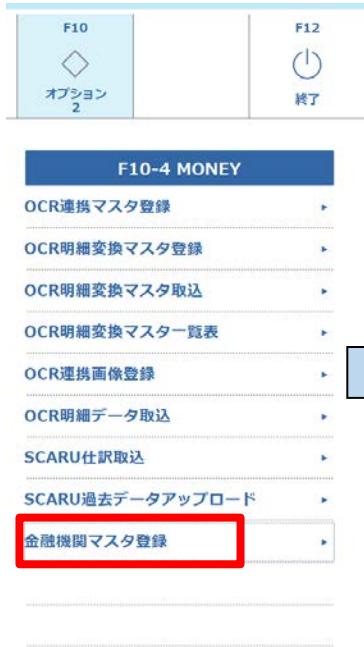 F10
オプション
2
F12
終了
F10-4 MONEY
OCR連携マスタ登録
OCR明細変換マスタ登録
OCR明細変換マスタ取込
OCR明細変換マスタ一覧表
OCR連携画像登録
OCR明細データ取込
SCARU仕訳取込
SCARU過去データアップロード
金融機関マスタ登録